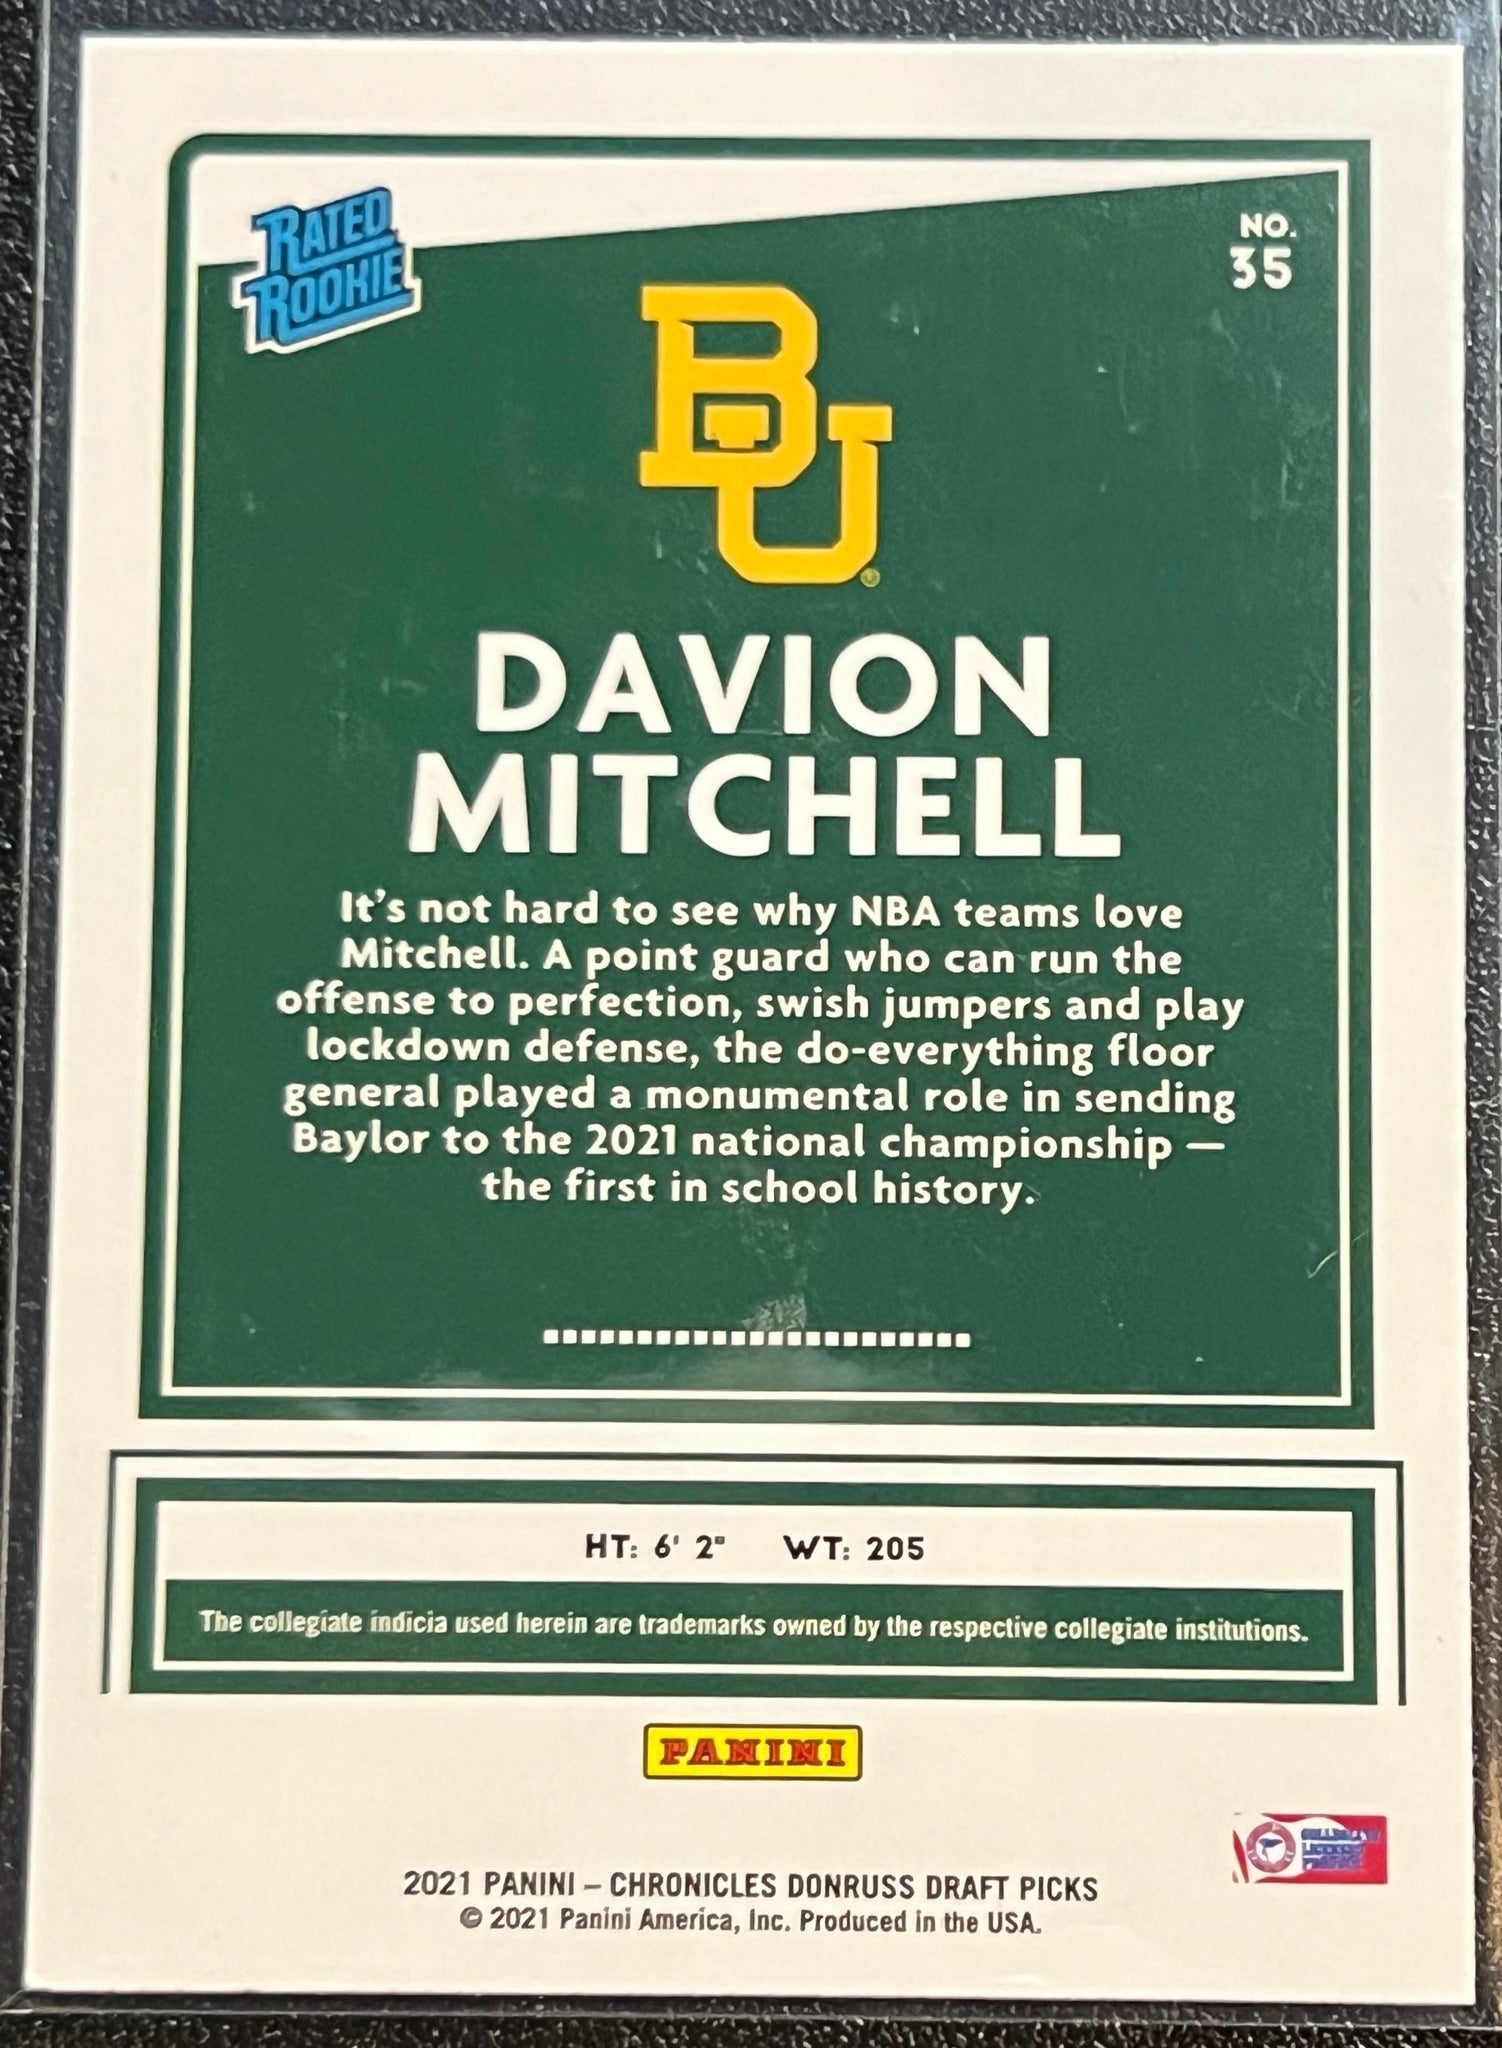 RATED
ROOKIE
NO.
35
BU
DAVION
MITCHELL
It's not hard to see why NBA teams love
Mitchell. A point guard who can run the
offense to perfection, swish jumpers and play
lockdown defense, the do-everything floor
general played a monumental role in sending
Baylor to the 2021 national championship —
the first in school history.
HT: 6' 2" WT: 205
The collegiate indicia used herein are trademarks owned by the respective collegiate institutions.
PANINI
2021 PANINI – CHRONICLES DONRUSS DRAFT PICKS
© 2021 Panini America, Inc. Produced in the USA.